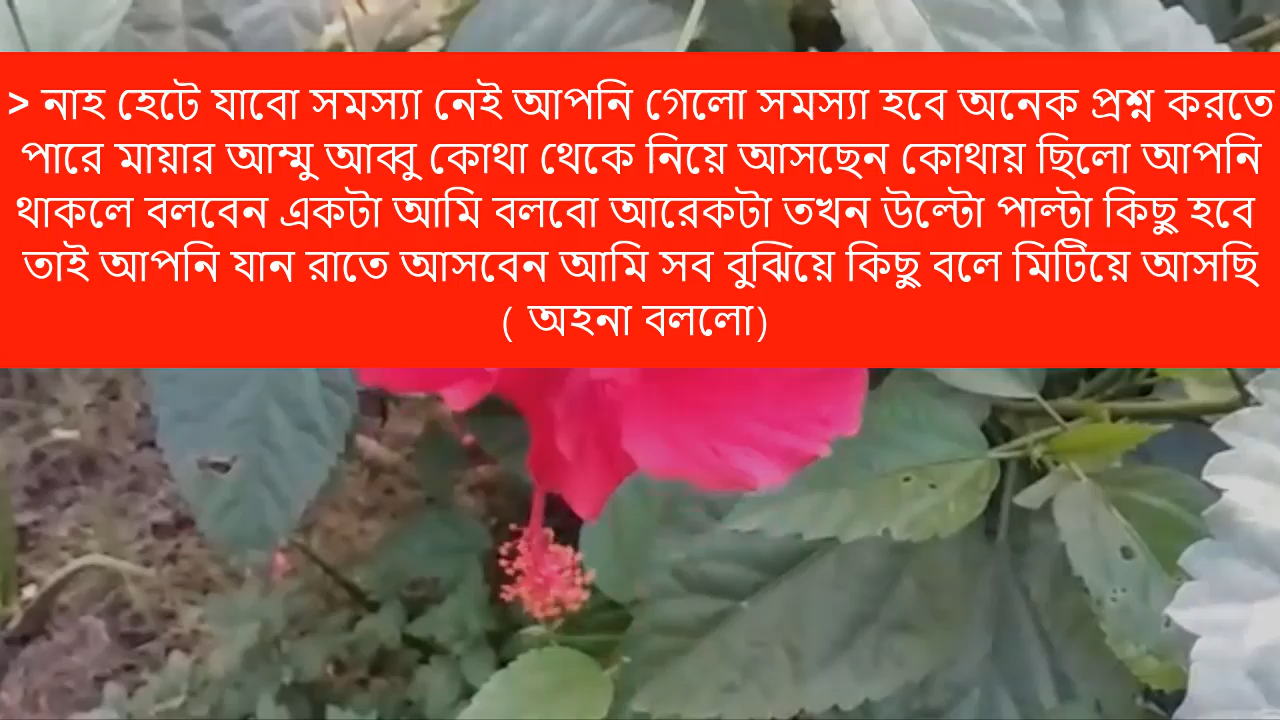 > নাহ হেটে যাবো সমস্যা নেই আপনি গেলো সমস্যা হবে অনেক প্রশ্ন করতে
পারে মায়ার আম্মু আব্বু কোথা থেকে নিয়ে আসছেন কোথায় ছিলো আপনি
থাকলে বলবেন একটা আমি বলবো আরেকটা তখন উল্টো পাল্টা কিছু হবে
তাই আপনি যান রাতে আসবেন আমি সব বুঝিয়ে কিছু বলে মিটিয়ে আসছি
( অহনা বললো)